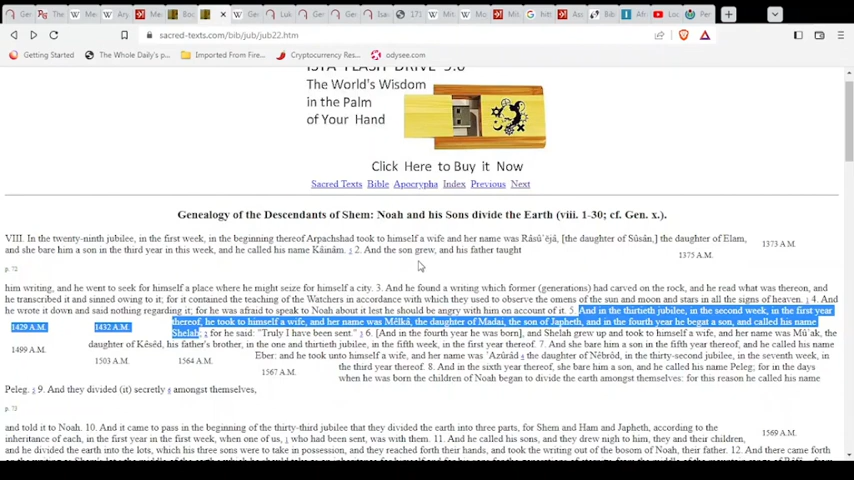 sacred-texts.com/bib/jub/jub22.htm
Getting Started
The Whole Daily's p...
Imported From Fire...
Cryptocurrency Res...
odysee.com
The World's Wisdom
in the Palm
of Your Hand
Click Here to Buy it Now
Sacred Texts Bible Apocrypha Index Previous Next
Genealogy of the Descendants of Shem: Noah and his Sons divide the Earth (viii. 1-30; cf. Gen. x.).
VIII. In the twenty-ninth jubilee, in the first week, in the beginning thereof Arpachshad took to himself a wife and her name was Râsû'ĕjâ, [the daughter of Sûsân,] the daughter of Elam, 1373 A.M.
and she bare him a son in the third year in this week, and he called his name Kâinâm. 2. And the son grew, and his father taught 1375 A.M.
p. 72
him writing, and he went to seek for himself a place where he might seize for himself a city. 3. And he found a writing which former (generations) had carved on the rock, and he read what was thereon, and
he transcribed it and sinned owing to it; for it contained the teaching of the Watchers in accordance with which they used to observe the omens of the sun and moon and stars in all the signs of heaven. 4. And
he wrote it down and said nothing regarding it; for he was afraid to speak to Noah about it lest he should be angry with him on account of it. 5. And in the thirtieth jubilee, in the second week, in the first year
1429 A.M. 1432 A.M. thereof, he took to himself a wife, and her name was Mêlkâ, the daughter of Madai, the son of Japheth, and in the fourth year he begat a son, and called his name
Shelah; for he said: "Truly I have been sent." 6. [And in the fourth year he was born], and Shelah grew up and took to himself a wife, and her name was Mû'ak, the
1499 A.M. daughter of Kêsêd, his father's brother, in the one and thirtieth jubilee, in the fifth week, in the first year thereof. 7. And she bare him a son in the fifth year thereof, and he called his name
1503 A.M. 1564 A.M. Eber: and he took unto himself a wife, and her name was 'Azûrâd the daughter of Nêbrôd, in the thirty-second jubilee, in the seventh week, in
1567 A.M. the third year thereof. 8. And in the sixth year thereof, she bare him a son, and he called his name Peleg; for in the days
when he was born the children of Noah began to divide the earth amongst themselves: for this reason he called his name
Peleg. 9. And they divided (it) secretly amongst themselves,
p. 73
and told it to Noah. 10. And it came to pass in the beginning of the thirty-third jubilee that they divided the earth into three parts, for Shem and Ham and Japheth, according to the 1569 A.M.
inheritance of each, in the first year in the first week, when one of us, who had been sent, was with them. 11. And he called his sons, and they drew nigh to him, they and their children,
and he divided the earth into the lots, which his three sons were to take in possession, and they reached forth their hands, and took the writing out of the bosom of Noah, their father. 12. And there came forth